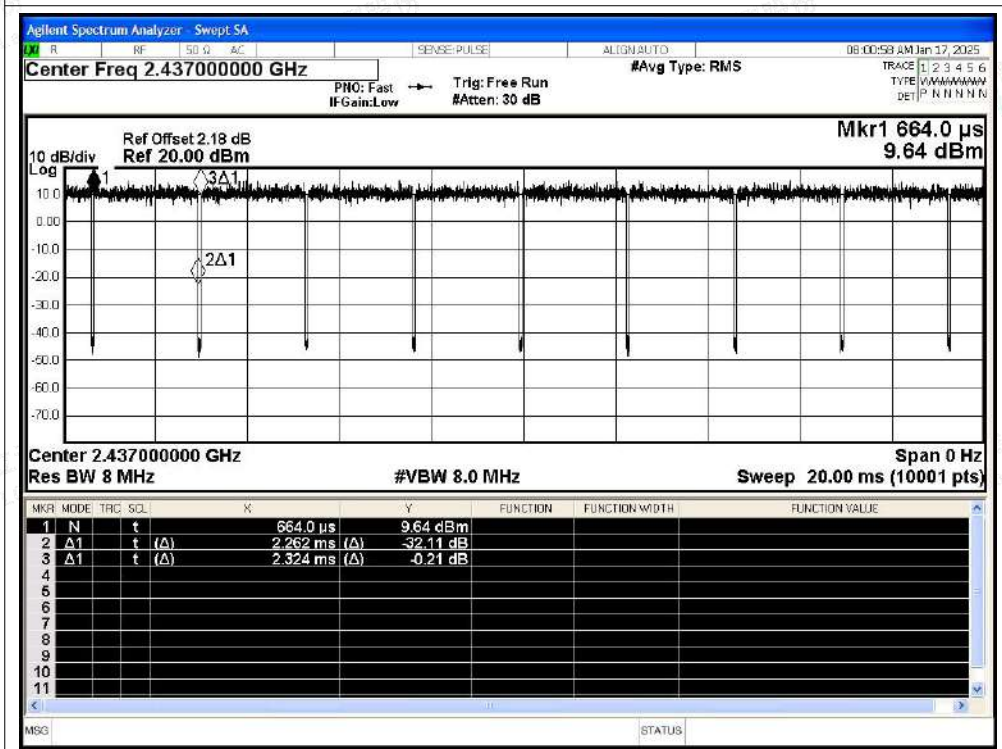 Agilent Spectrum Analyzer - Swept SA
LXI R RF 50 Ω AC SENSE:PULSE ALIGN AUTO 08:00:58 AM Jan 17, 2025
Center Freq 2.437000000 GHz #Avg Type: RMS TRACE 1 2 3 4 5 6
PNO: Fast Trig: Free Run TYPE
IFGain:Low #Atten: 30 dB DET P N N N N N
Mkr1 664.0 µs
Ref Offset 2.18 dB
10 dB/div Ref 20.00 dBm 9.64 dBm
Log
1 3Δ1
10.0
0.00
-10.0
2Δ1
-20.0
-30.0
-40.0
-50.0
-60.0
-70.0
Center 2.437000000 GHz Span 0 Hz
Res BW 8 MHz #VBW 8.0 MHz Sweep 20.00 ms (10001 pts)
MKR MODE TRC SCL X Y FUNCTION FUNCTION WIDTH FUNCTION VALUE
1 N t 664.0 µs 9.64 dBm
2 Δ1 t (Δ) 2.262 ms (Δ) -32.11 dB
3 Δ1 t (Δ) 2.324 ms (Δ) -0.21 dB
4
5
6
7
8
9
10
11
MSG STATUS